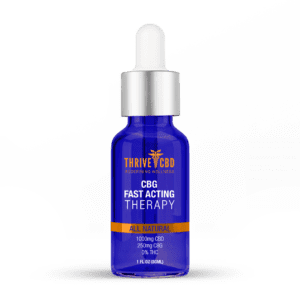 THRIVE CBD
CBG
FAST ACTING
THERAPY
ALL NATURAL
1000mg CBD
250mg CBG
0% THC
1 FL OZ (30ML)